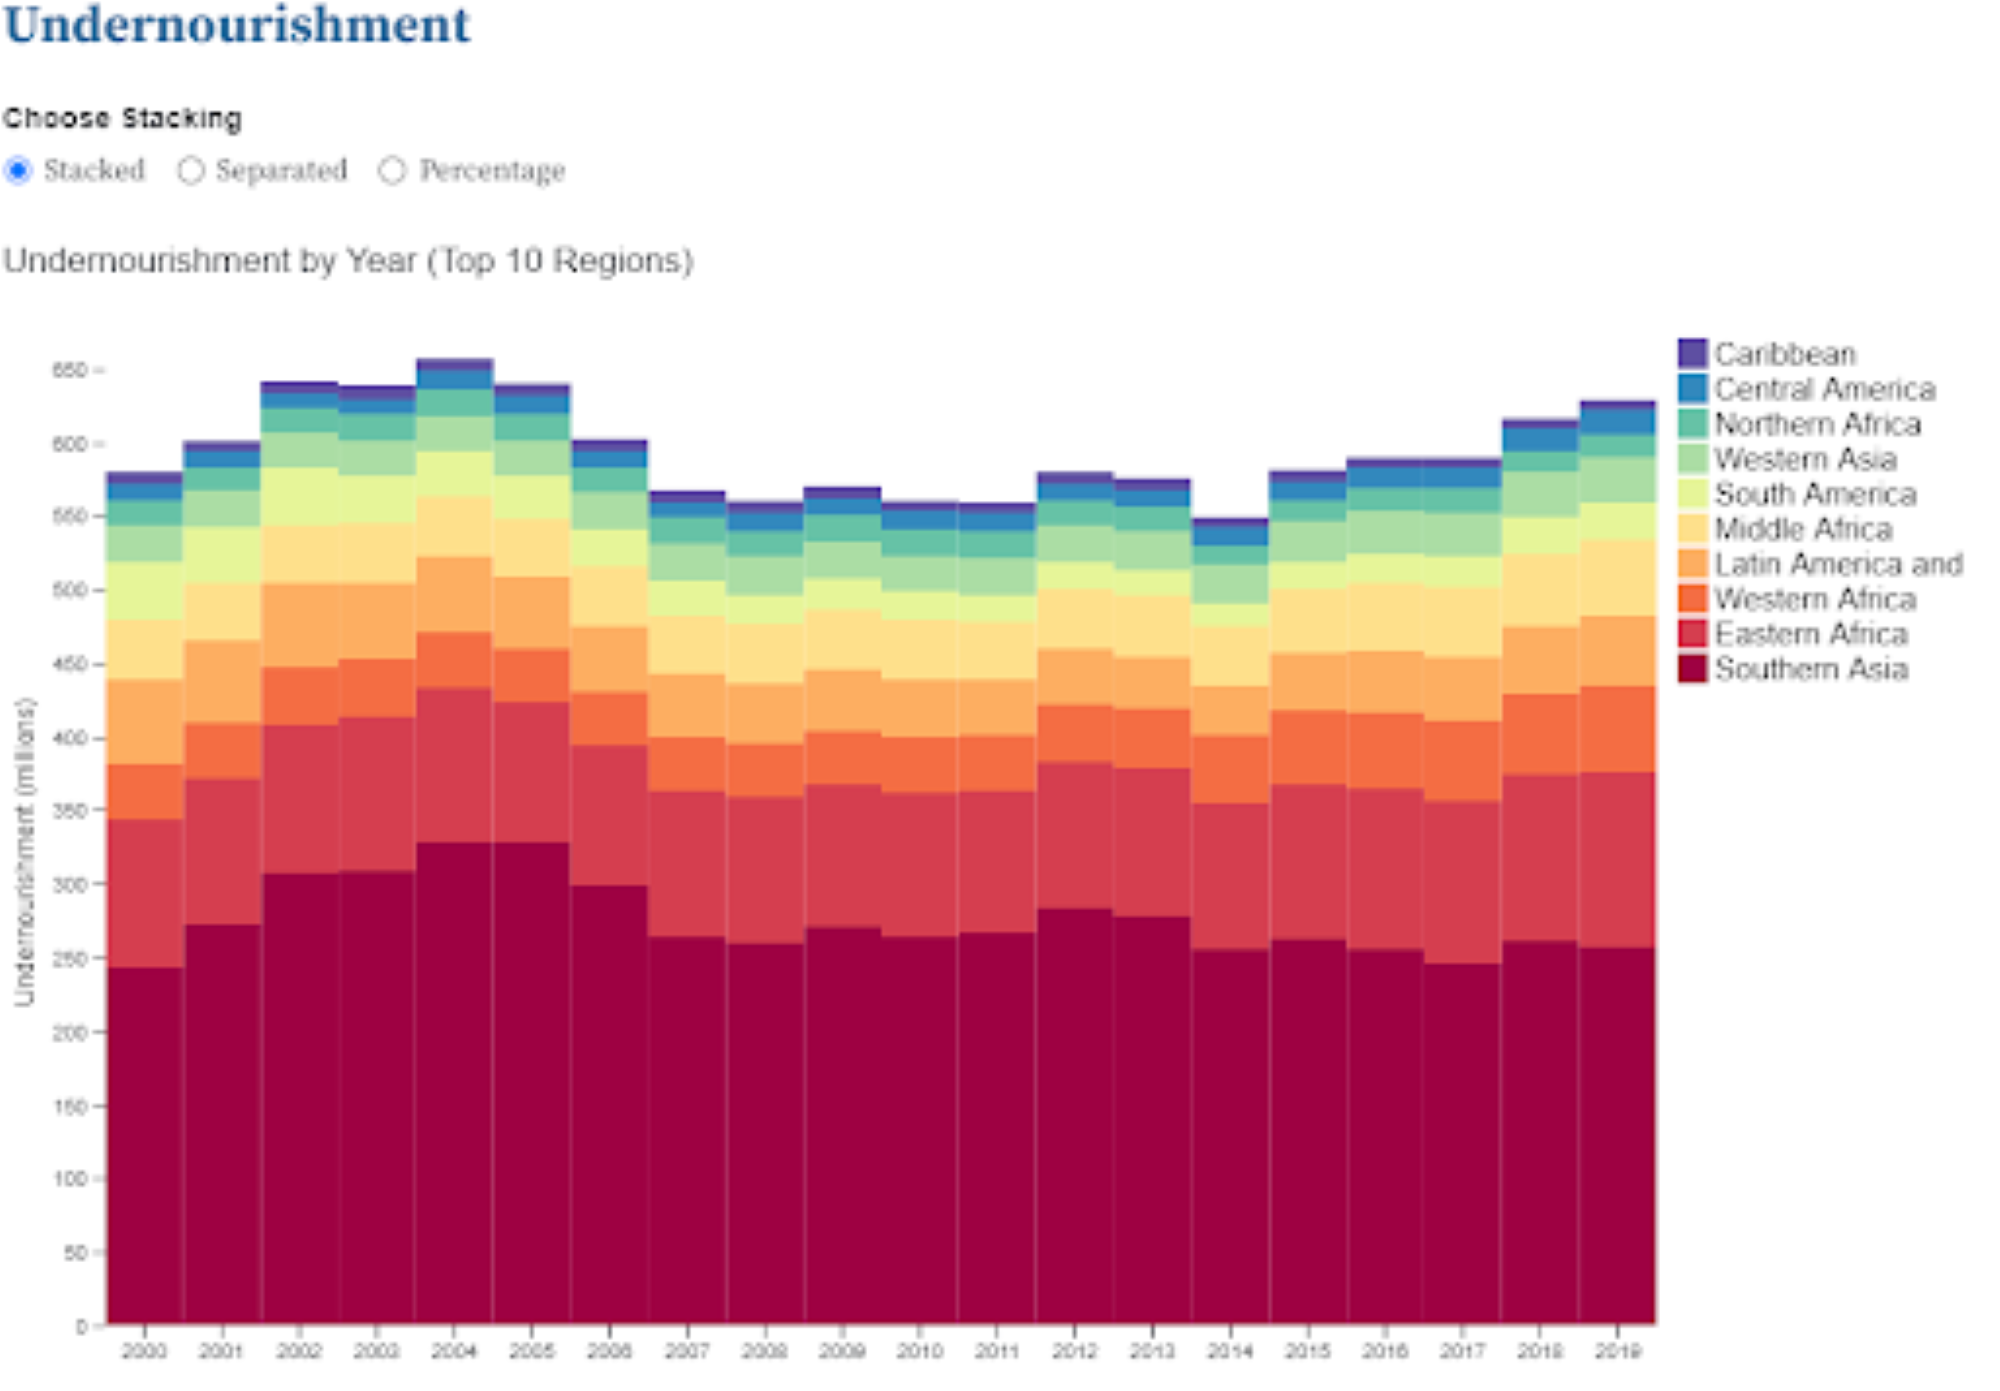 Undernourishment
Choose Stacking
Stacked Separated Percentage
Undernourishment by Year (Top 10 Regions)
Caribbean
Central America
Northern Africa
Western Asia
South America
Middle Africa
Latin America and
Western Africa
Eastern Africa
Southern Asia
Undernourishment (millions)
650
600
550
500
450
400
350
300
250
200
150
100
50
0
2000 2001 2002 2003 2004 2005 2006 2007 2008 2009 2010 2011 2012 2013 2014 2015 2016 2017 2018 2019